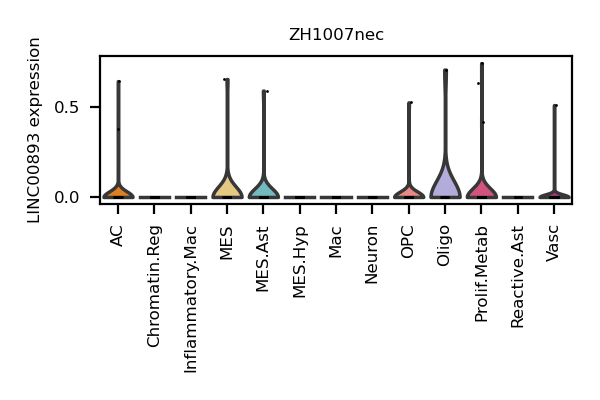 ZH1007nec
LINC00893 expression
0.5
0.0
AC
Chromatin.Reg
Inflammatory.Mac
MES
MES.Ast
MES.Hyp
Mac
Neuron
OPC
Oligo
Prolif.Metab
Reactive.Ast
Vasc